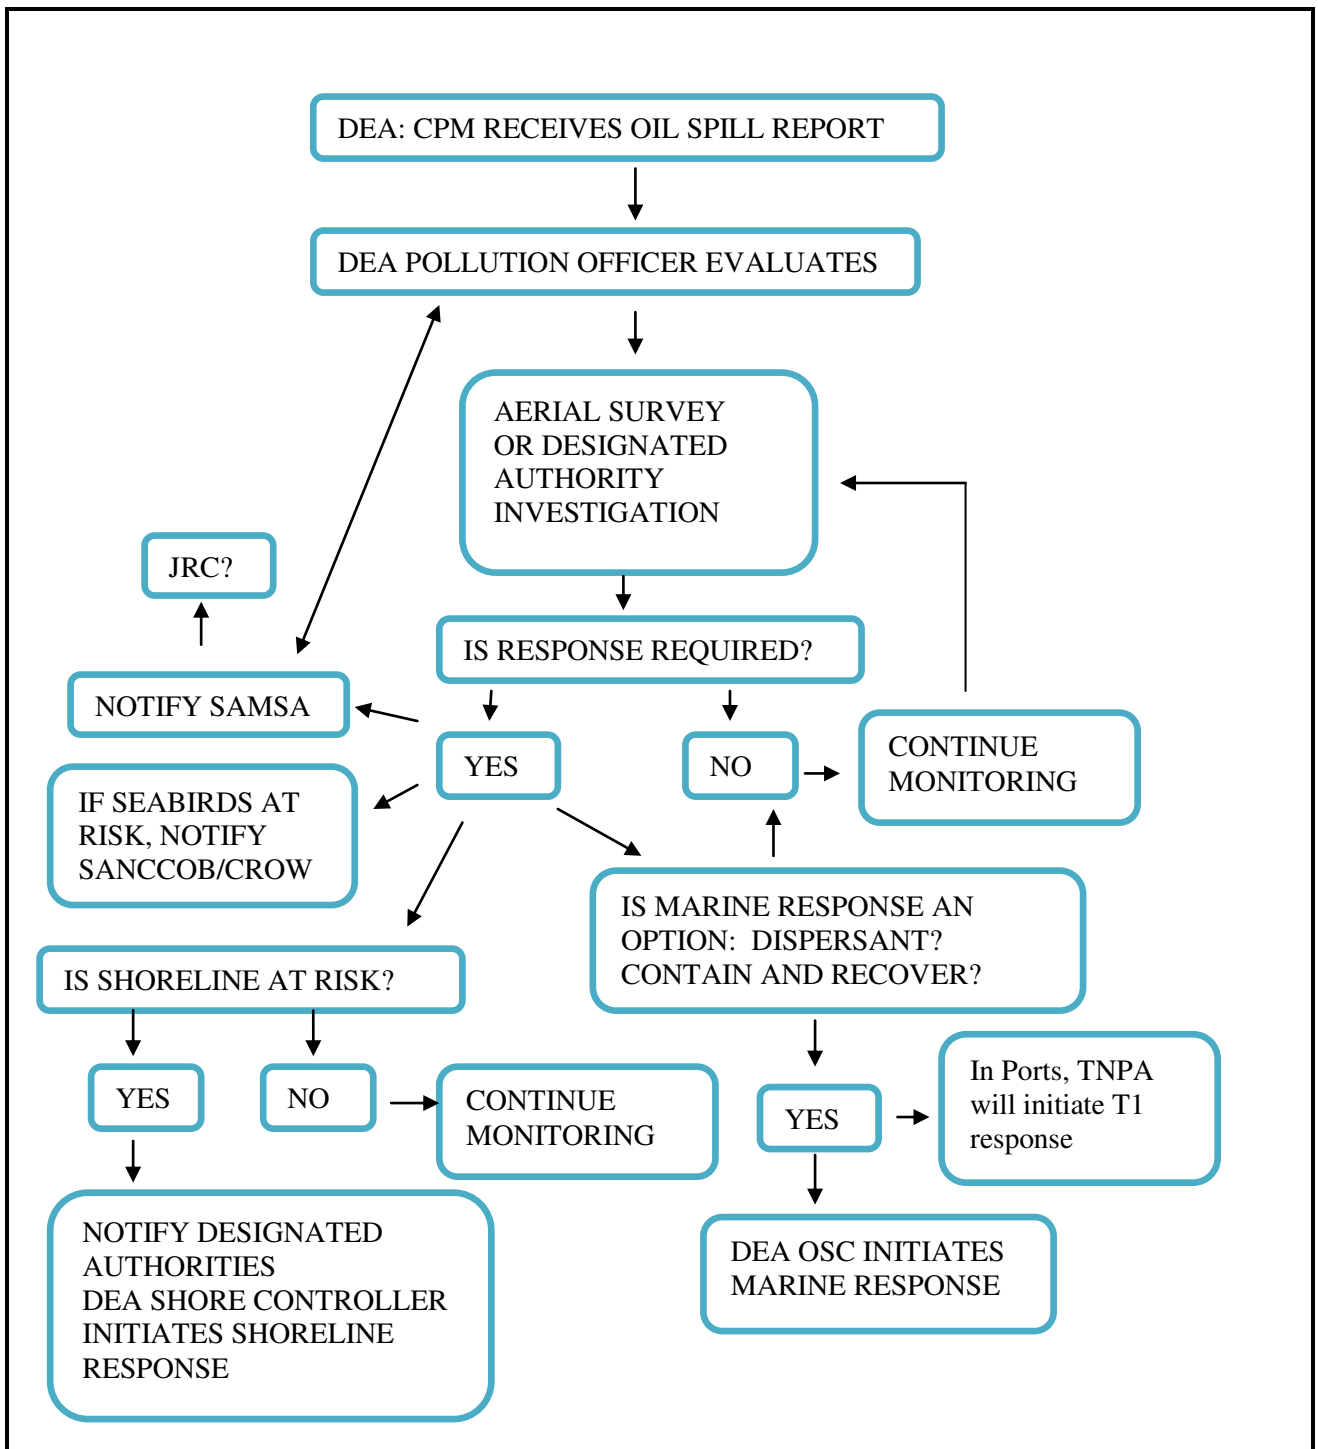 DEA: CPM RECEIVES OIL SPILL REPORT
DEA POLLUTION OFFICER EVALUATES
AERIAL SURVEY
OR DESIGNATED
AUTHORITY
INVESTIGATION
JRC?
IS RESPONSE REQUIRED?
NOTIFY SAMSA
YES
NO
CONTINUE
MONITORING
IF SEABIRDS AT
RISK, NOTIFY
SANCCOB/CROW
IS MARINE RESPONSE AN
OPTION:  DISPERSANT?
CONTAIN AND RECOVER?
IS SHORELINE AT RISK?
YES
NO
CONTINUE
MONITORING
YES
In Ports, TNPA
will initiate T1
response
NOTIFY DESIGNATED
AUTHORITIES
DEA SHORE CONTROLLER
INITIATES SHORELINE
RESPONSE
DEA OSC INITIATES
MARINE RESPONSE